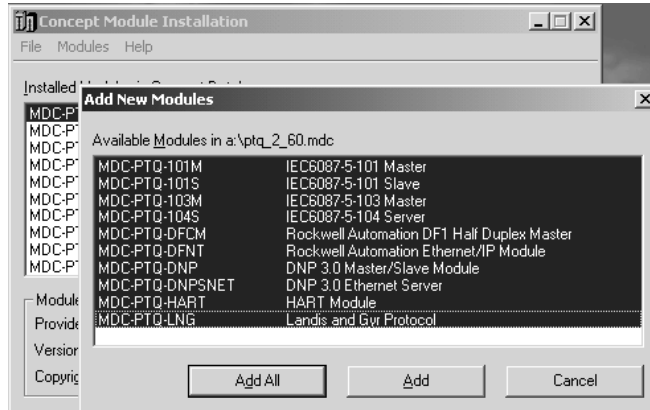 Concept Module Installation
File Modules Help
Installed
Add New Modules
MDC-P
MDC-PT
MDC-PT
MDC-PT
MDC-PT
MDC-PT
MDC-PT
MDC-PT
MDC-PT
MDC-PT
Available Modules in a:\ptq_2_60.mdc
MDC-PTQ-101M IEC6087-5-101 Master
MDC-PTQ-101S IEC6087-5-101 Slave
MDC-PTQ-103M IEC6087-5-103 Master
MDC-PTQ-104S IEC6087-5-104 Server
MDC-PTQ-DFCM Rockwell Automation DF1 Half Duplex Master
MDC-PTQ-DFNT Rockwell Automation Ethernet/IP Module
MDC-PTQ-DNP DNP 3.0 Master/Slave Module
MDC-PTQ-DNPSNET DNP 3.0 Ethernet Server
MDC-PTQ-HART HART Module
MDC-PTQ-LNG Landis and Gyr Protocol
Module
Provide
Version
Copyrig
Add All Add Cancel